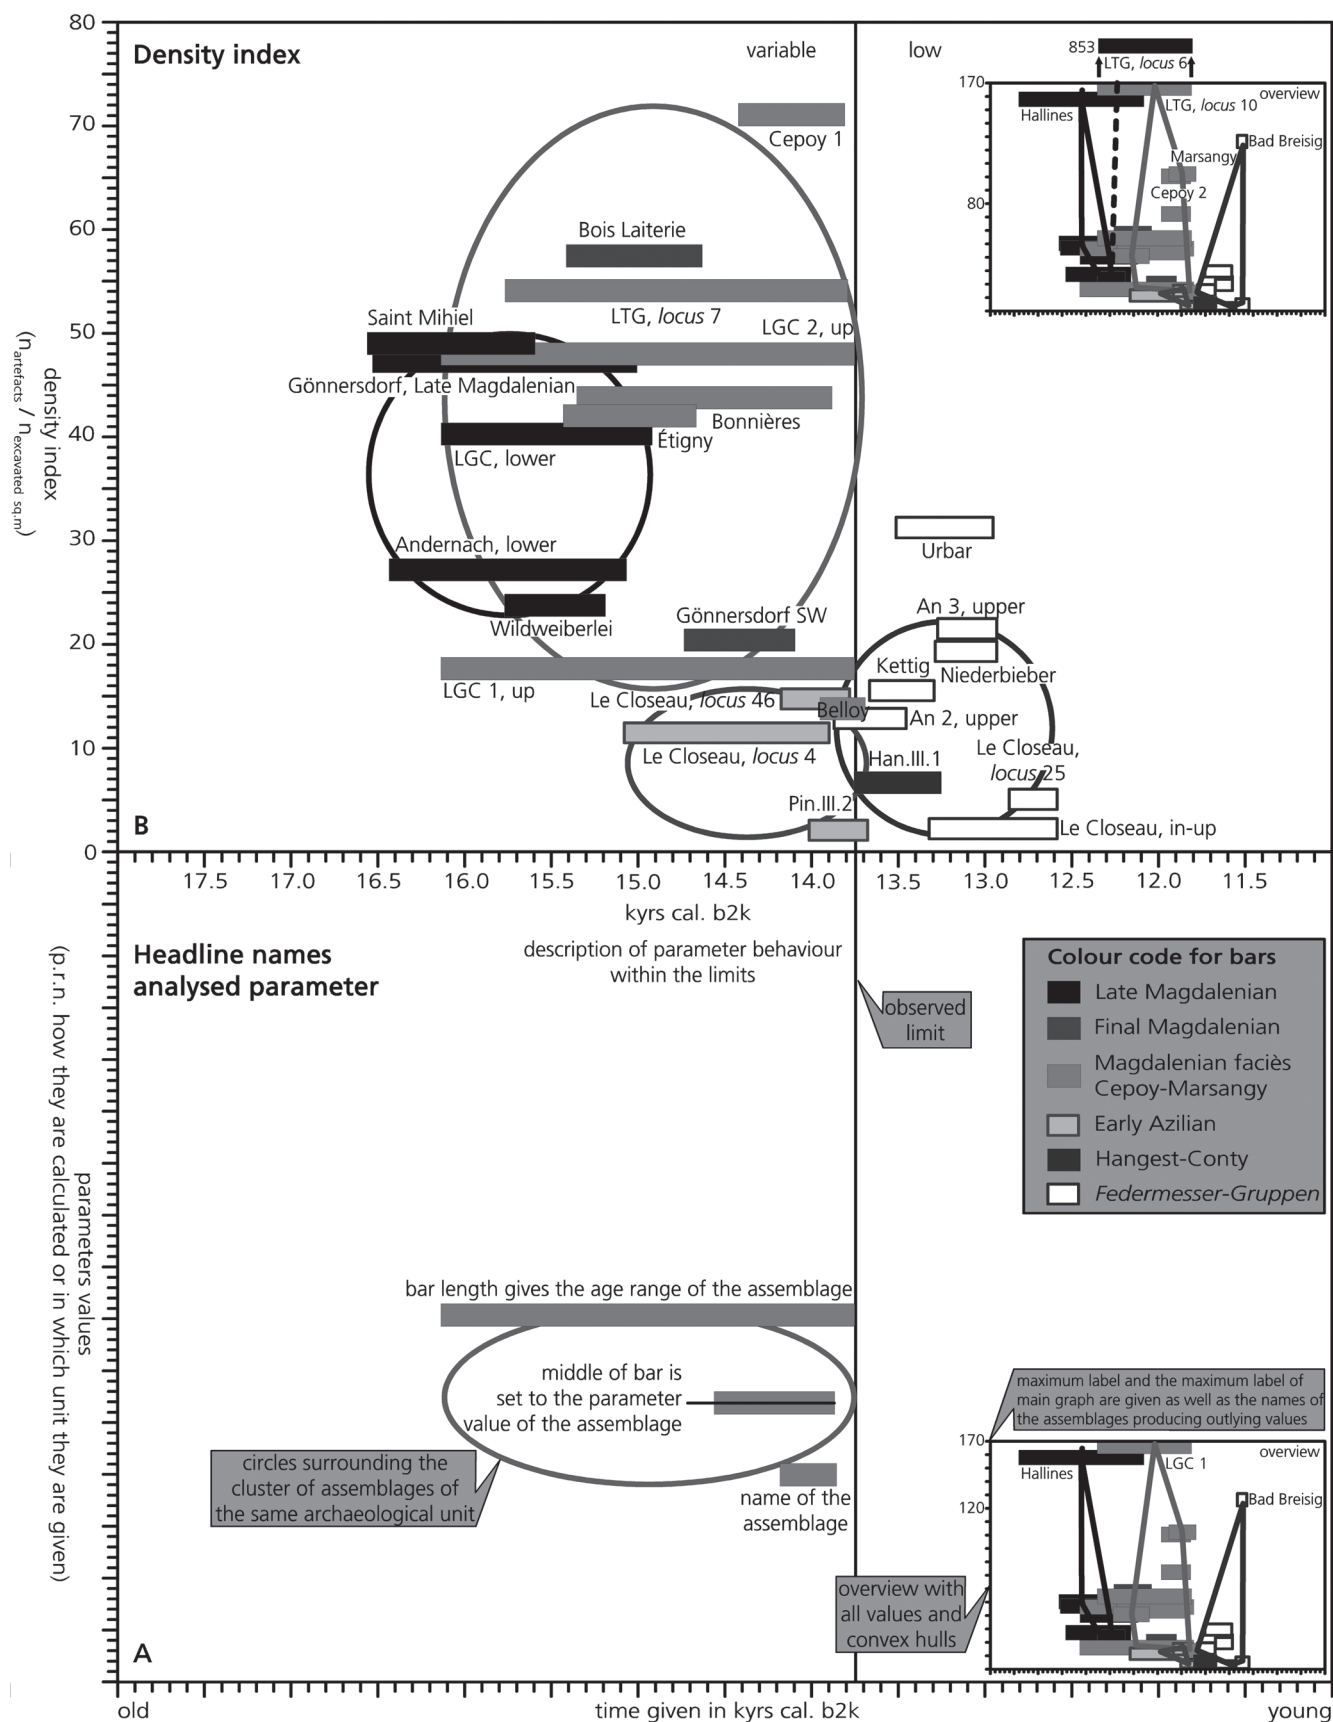 80
70
60
50
40
30
20
10
0
density index
(n artefacts / n excavated sq.m)
Density index
variable
low
Cepoy 1
Bois Laiterie
LTG, locus 7
LGC 2, up
Saint Mihiel
Gönnersdorf, Late Magdalenian
Bonnières
Étigny
LGC, lower
Andernach, lower
Wildweiberlei
Gönnersdorf SW
LGC 1, up
Le Closeau, locus 46
Belloy
Le Closeau, locus 4
Pin.III.2
Urbar
An 3, upper
Niederbieber
Kettig
An 2, upper
Han.III.1
Le Closeau,
locus 25
Le Closeau, in-up
B
853
LTG, locus 6
170
overview
Hallines
LTG, locus 10
Bad Breisig
Marsangy
Cepoy 2
80
17.5 17.0 16.5 16.0 15.5 15.0 14.5 14.0 13.5 13.0 12.5 12.0 11.5
kyrs cal. b2k
Headline names
analysed parameter
description of parameter behaviour
within the limits
observed
limit
Colour code for bars
Late Magdalenian
Final Magdalenian
Magdalenian faciès
Cepoy-Marsangy
Early Azilian
Hangest-Conty
Federmesser-Gruppen
parameters values
(p.r.n. how they are calculated or in which unit they are given)
bar length gives the age range of the assemblage
middle of bar is
set to the parameter
value of the assemblage
circles surrounding the
cluster of assemblages of
the same archaeological unit
name of the
assemblage
maximum label and the maximum label of
main graph are given as well as the names of
the assemblages producing outlying values
170
overview
Hallines
LGC 1
120
Bad Breisig
overview with
all values and
convex hulls
A
old
time given in kyrs cal. b2k
young